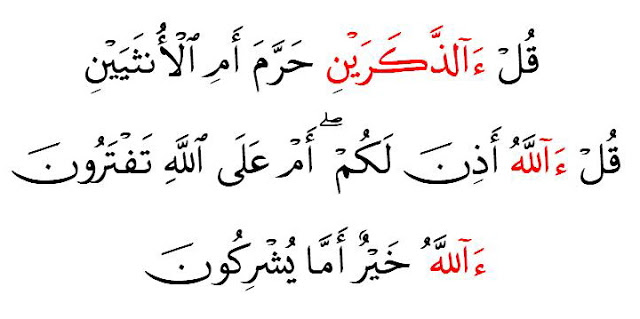 قُلْ ءَآلذَّكَرَيْنِ حَرَّمَ أَمِ ٱلْأُنثَيَيْنِ
قُلْ ءَآللَّهُ أَذِنَ لَكُمْ ۖ أَمْ عَلَى ٱللَّهِ تَفْتَرُونَ
ءَآللَّهُ خَيْرٌ أَمَّا يُشْرِكُونَ